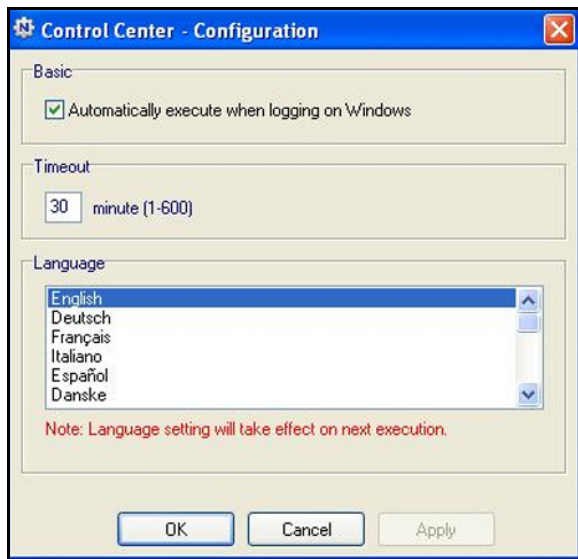 Control Center - Configuration
Basic
Automatically execute when logging on Windows
Timeout
30 minute (1-600)
Language
English
Deutsch
Français
Italiano
Español
Danske
Note: Language setting will take effect on next execution.
OK Cancel Apply